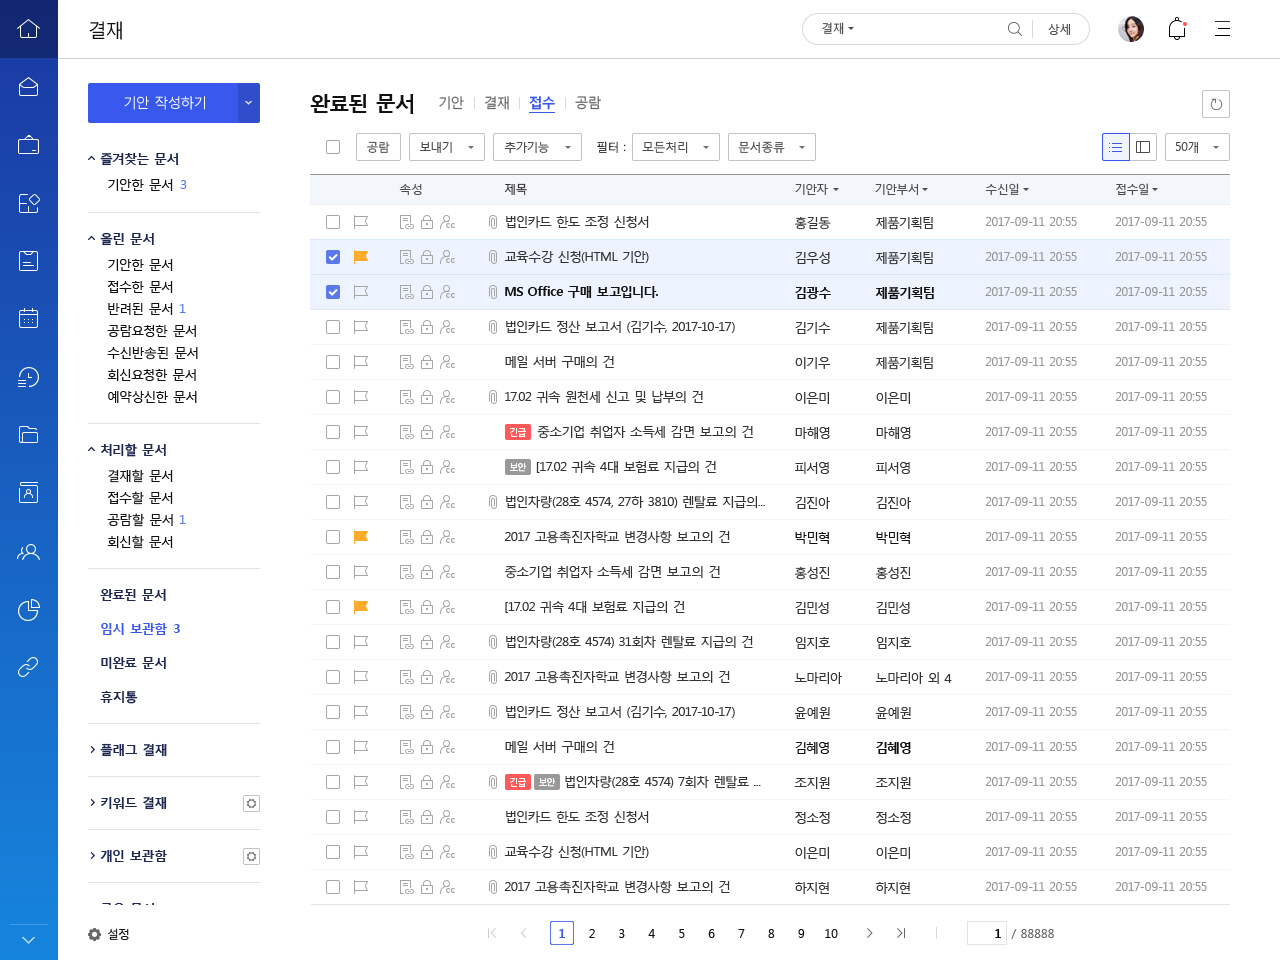 결재
결재
상세
기안 작성하기
즐겨찾는 문서
기안한 문서 3
올린 문서
기안한 문서
접수한 문서
반려된 문서 1
공람요청한 문서
수신반송된 문서
회신요청한 문서
예약상신한 문서
처리할 문서
결재할 문서
접수할 문서
공람할 문서 1
회신할 문서
완료된 문서
임시 보관함 3
미완료 문서
휴지통
플래그 결재
키워드 결재
개인 보관함
설정
완료된 문서 기안 결재 접수 공람
공람 보내기 추가기능 필터 : 모든처리 문서종류 50개
속성 제목 기안자 기안부서 수신일 접수일
법인카드 한도 조정 신청서 홍길동 제품기획팀 2017-09-11 20:55 2017-09-11 20:55
교육수강 신청(HTML 기안) 김우성 제품기획팀 2017-09-11 20:55 2017-09-11 20:55
MS Office 구매 보고입니다. 김광수 제품기획팀 2017-09-11 20:55 2017-09-11 20:55
법인카드 정산 보고서 (김기수, 2017-10-17) 김기수 제품기획팀 2017-09-11 20:55 2017-09-11 20:55
메일 서버 구매의 건 이기우 제품기획팀 2017-09-11 20:55 2017-09-11 20:55
17.02 귀속 원천세 신고 및 납부의 건 이은미 이은미 2017-09-11 20:55 2017-09-11 20:55
긴급 중소기업 취업자 소득세 감면 보고의 건 마해영 마해영 2017-09-11 20:55 2017-09-11 20:55
보안 [17.02 귀속 4대 보험료 지급의 건 피서영 피서영 2017-09-11 20:55 2017-09-11 20:55
법인차량(28호 4574, 27하 3810) 렌탈료 지급의... 김진아 김진아 2017-09-11 20:55 2017-09-11 20:55
2017 고용촉진자학교 변경사항 보고의 건 박민혁 박민혁 2017-09-11 20:55 2017-09-11 20:55
중소기업 취업자 소득세 감면 보고의 건 홍성진 홍성진 2017-09-11 20:55 2017-09-11 20:55
[17.02 귀속 4대 보험료 지급의 건 김민성 김민성 2017-09-11 20:55 2017-09-11 20:55
법인차량(28호 4574) 31회차 렌탈료 지급의 건 임지호 임지호 2017-09-11 20:55 2017-09-11 20:55
2017 고용촉진자학교 변경사항 보고의 건 노마리아 노마리아 외 4 2017-09-11 20:55 2017-09-11 20:55
법인카드 정산 보고서 (김기수, 2017-10-17) 윤예원 윤예원 2017-09-11 20:55 2017-09-11 20:55
메일 서버 구매의 건 김혜영 김혜영 2017-09-11 20:55 2017-09-11 20:55
긴급 보안 법인차량(28호 4574) 7회차 렌탈료 ... 조지원 조지원 2017-09-11 20:55 2017-09-11 20:55
법인카드 한도 조정 신청서 정소정 정소정 2017-09-11 20:55 2017-09-11 20:55
교육수강 신청(HTML 기안) 이은미 이은미 2017-09-11 20:55 2017-09-11 20:55
2017 고용촉진자학교 변경사항 보고의 건 하지현 하지현 2017-09-11 20:55 2017-09-11 20:55
1 2 3 4 5 6 7 8 9 10 1 / 88888